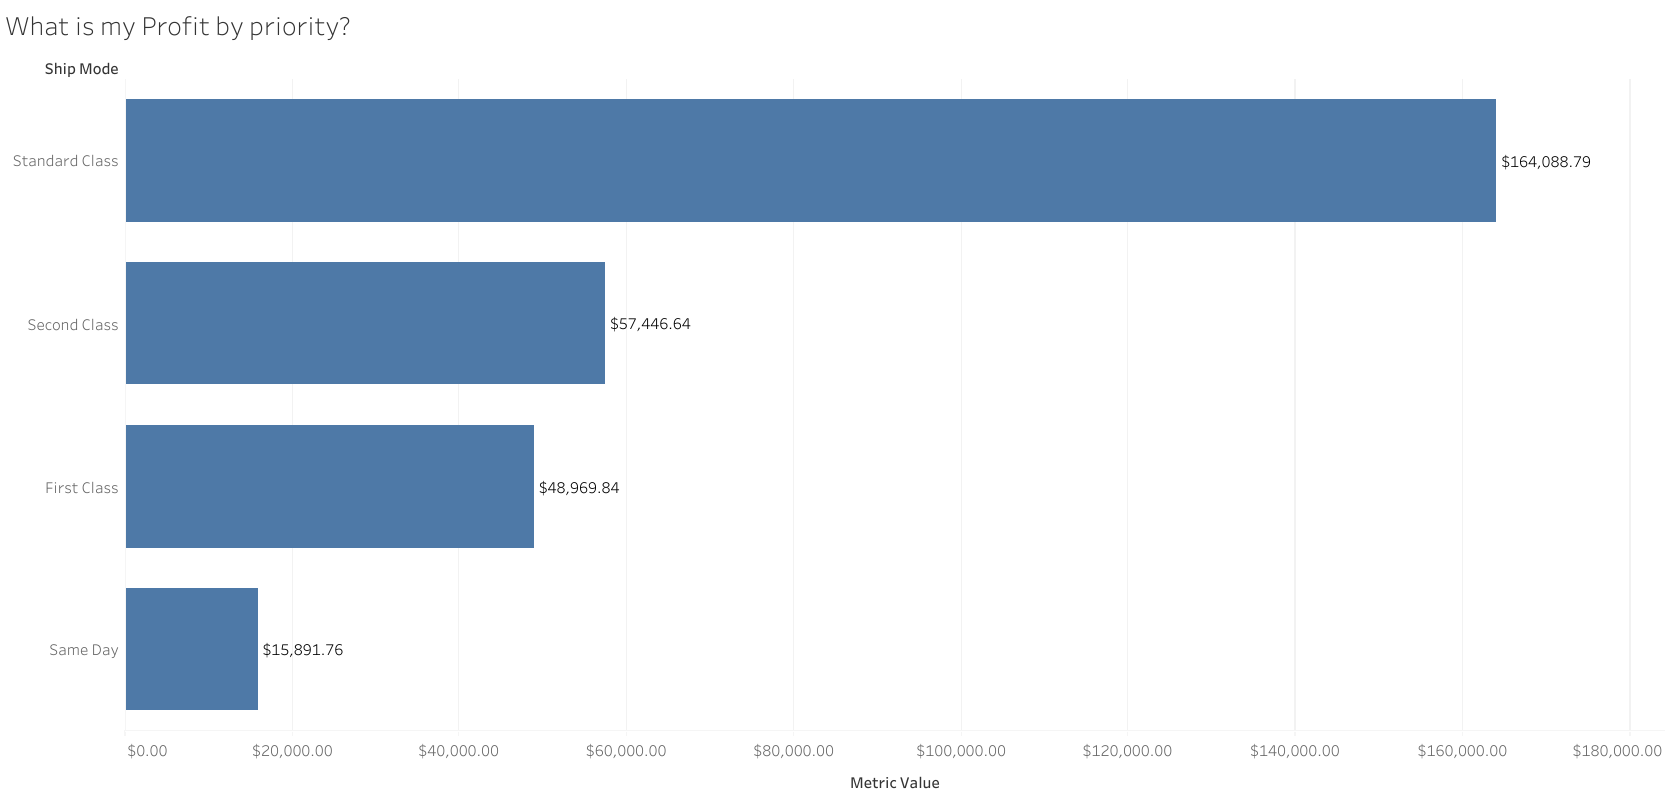 What is my Profit by priority?
Ship Mode
Standard Class
$164,088.79
Second Class
$57,446.64
First Class
$48,969.84
Same Day
$15,891.76
$0.00 $20,000.00 $40,000.00 $60,000.00 $80,000.00 $100,000.00 $120,000.00 $140,000.00 $160,000.00 $180,000.00
Metric Value